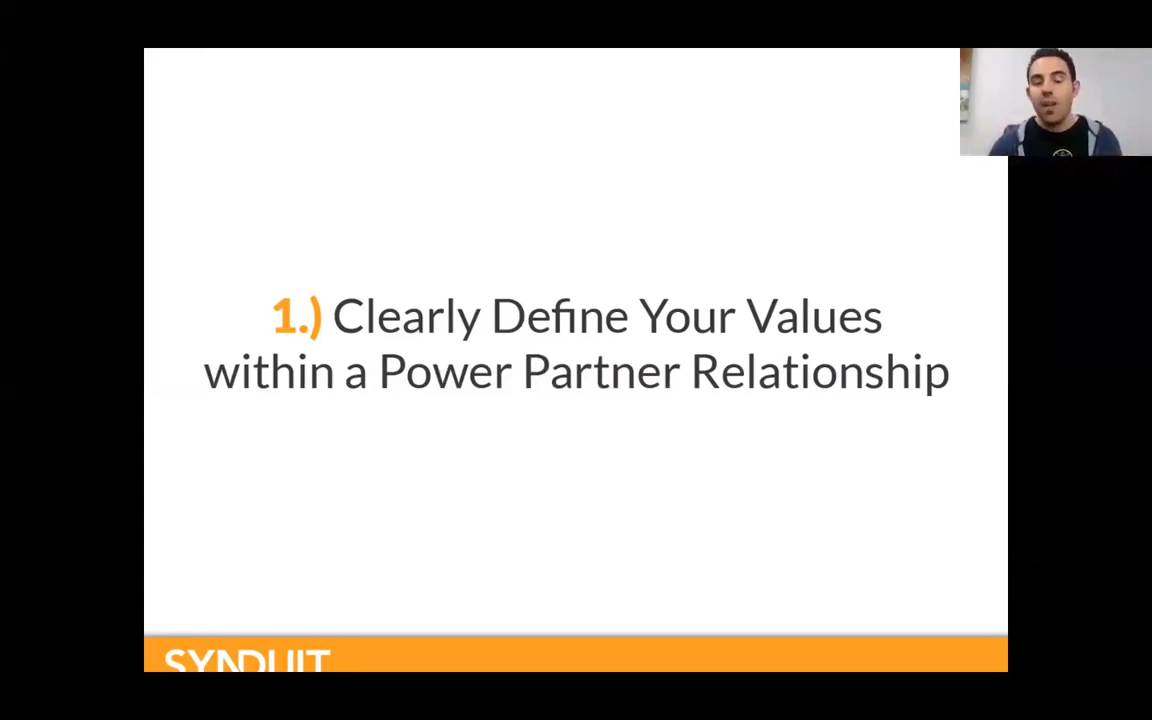 1.) Clearly Define Your Values
within a Power Partner Relationship
SYNDUIT